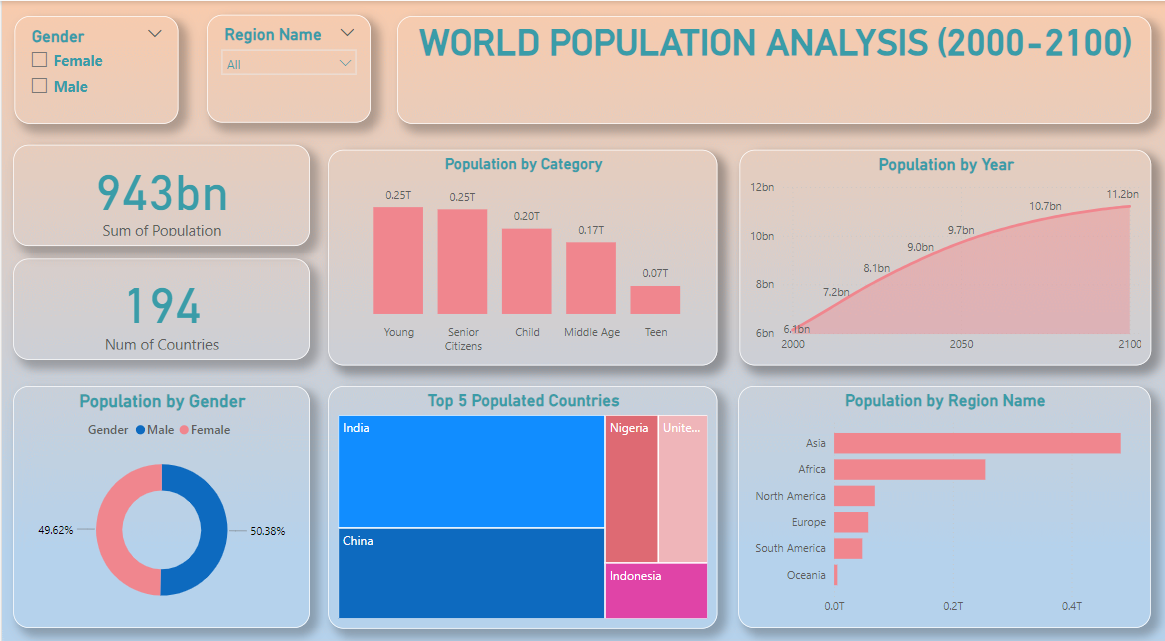 Gender
Female
Male
Region Name
All
WORLD POPULATION ANALYSIS (2000-2100)
943bn
Sum of Population
194
Num of Countries
Population by Category
0.25T
0.25T
0.20T
0.17T
0.07T
Young
Senior
Citizens
Child
Middle Age
Teen
Population by Year
12bn
10bn
8bn
6bn
6.1bn
7.2bn
8.1bn
9.0bn
9.7bn
10.7bn
11.2bn
2000
2050
2100
Population by Gender
Gender Male Female
49.62%
50.38%
Top 5 Populated Countries
India
China
Nigeria
Unite...
Indonesia
Population by Region Name
Asia
Africa
North America
Europe
South America
Oceania
0.0T
0.2T
0.4T